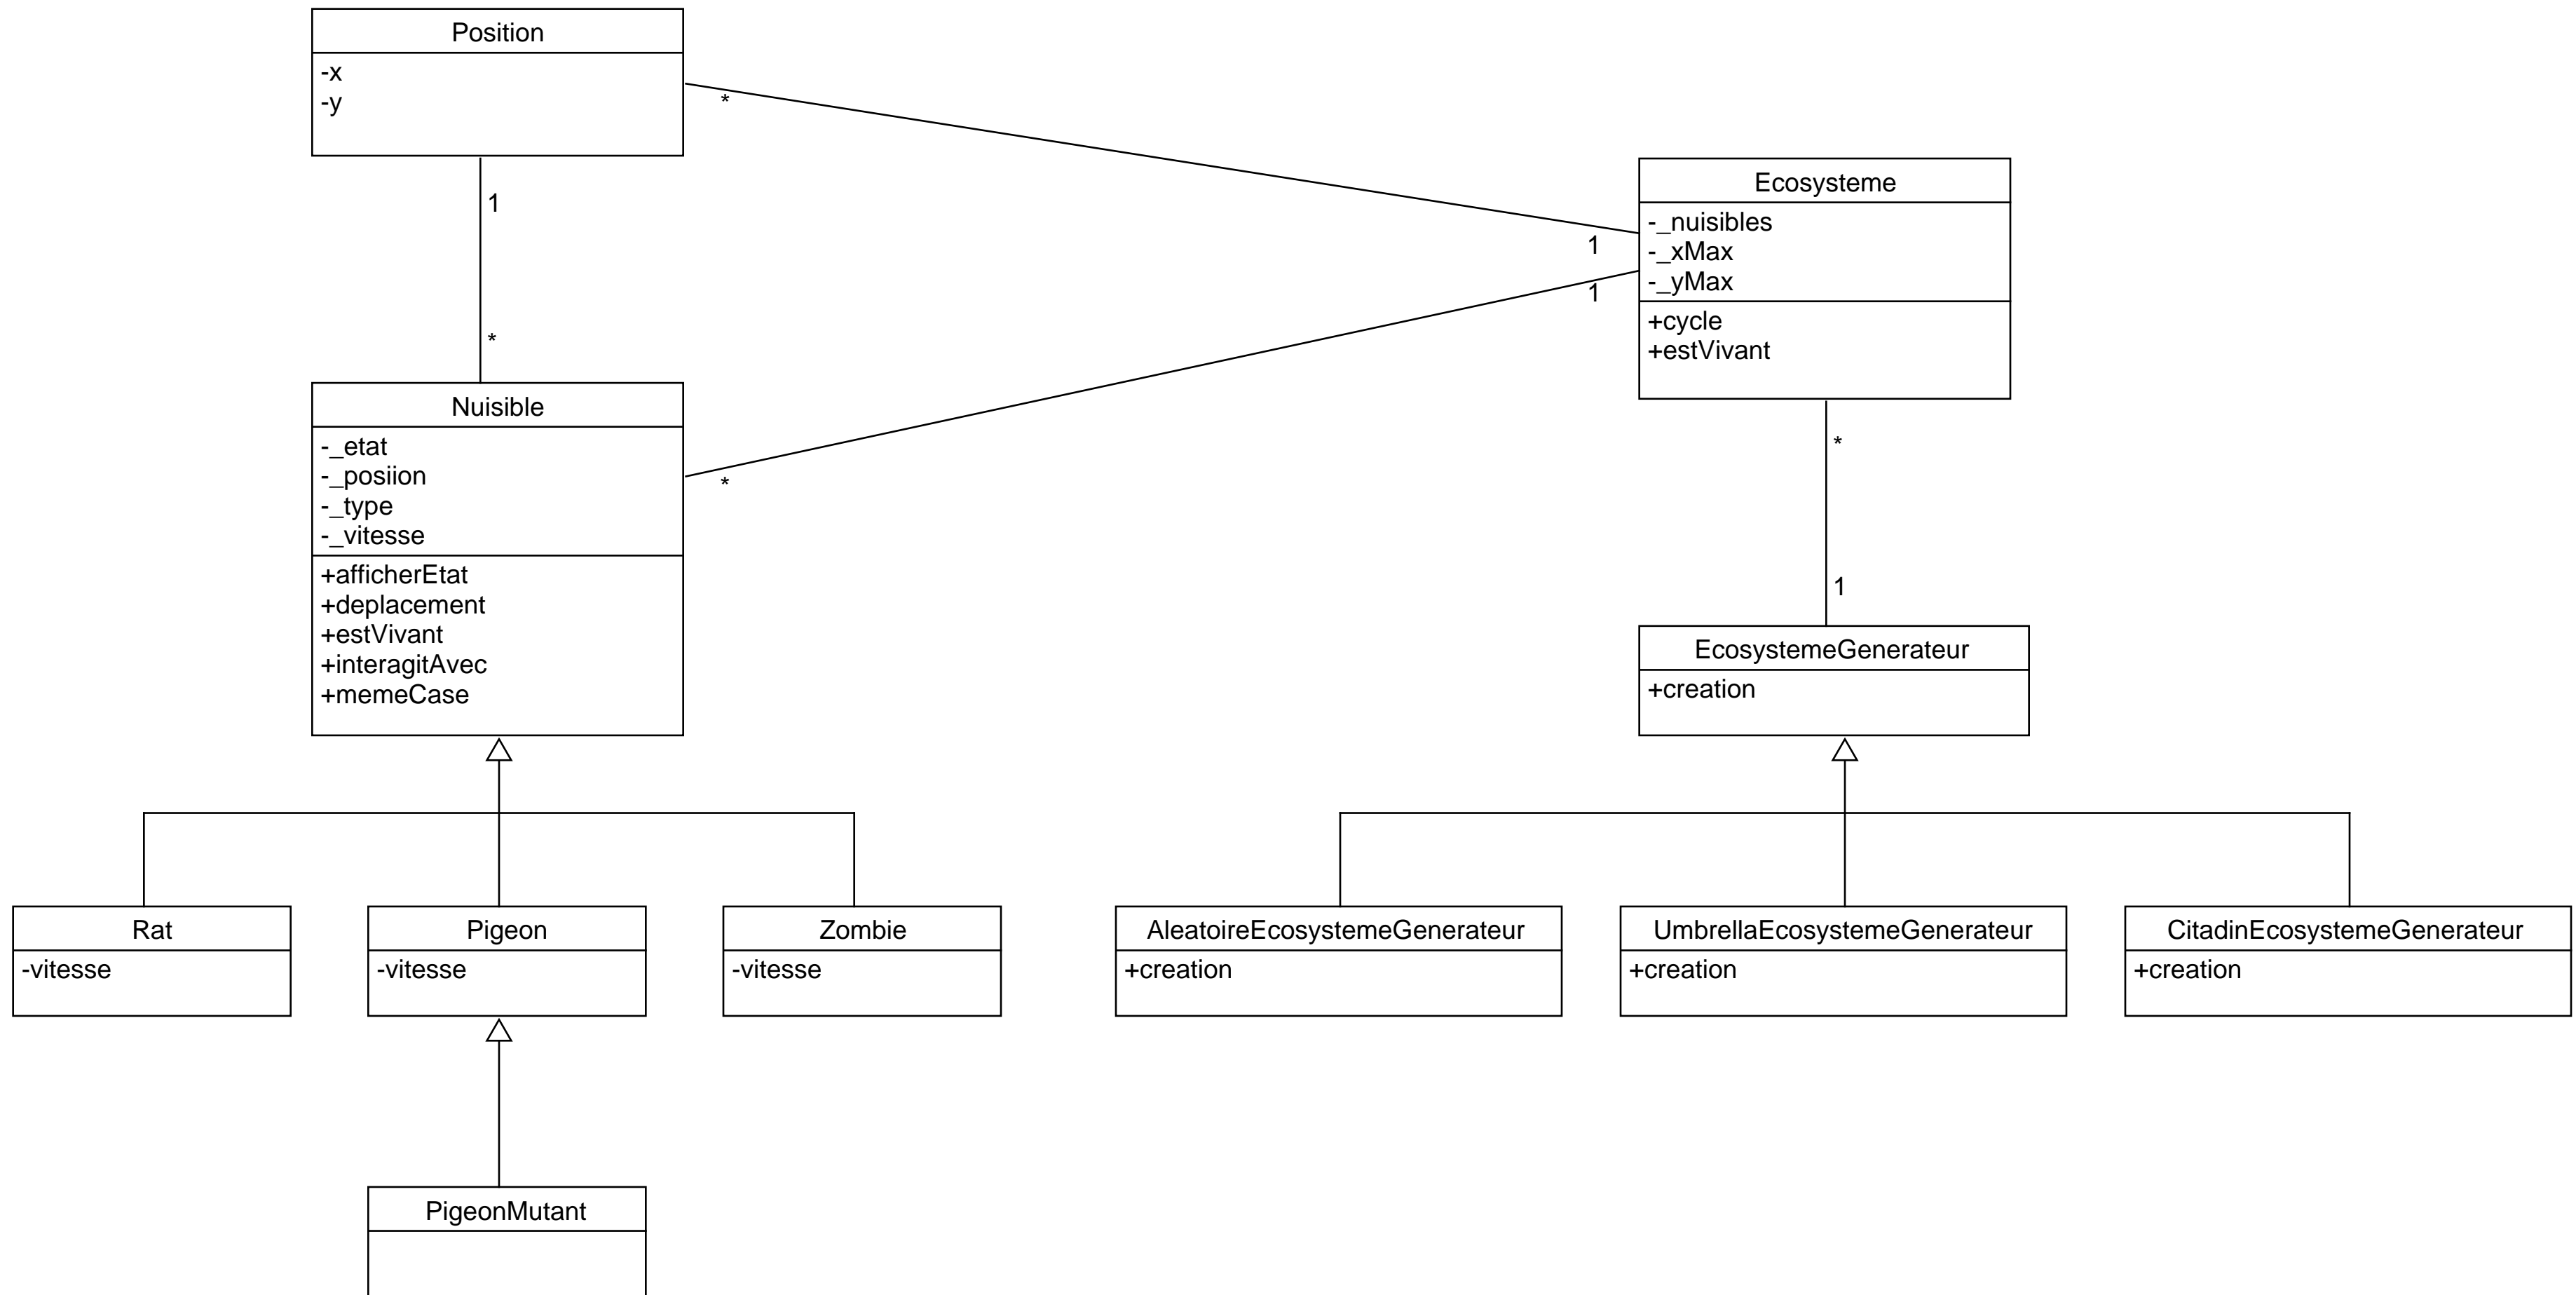 Position
-x
-y
*
1
*
Ecosysteme
-_nuisibles
-_xMax
-_yMax
+cycle
+estVivant
1
1
*
1
Nuisible
-_etat
-_posiion
-_type
-_vitesse
+afficherEtat
+deplacement
+estVivant
+interagitAvec
+memeCase
*
EcosystemeGenerateur
+creation
Rat
-vitesse
Pigeon
-vitesse
Zombie
-vitesse
AleatoireEcosystemeGenerateur
+creation
UmbrellaEcosystemeGenerateur
+creation
CitadinEcosystemeGenerateur
+creation
PigeonMutant